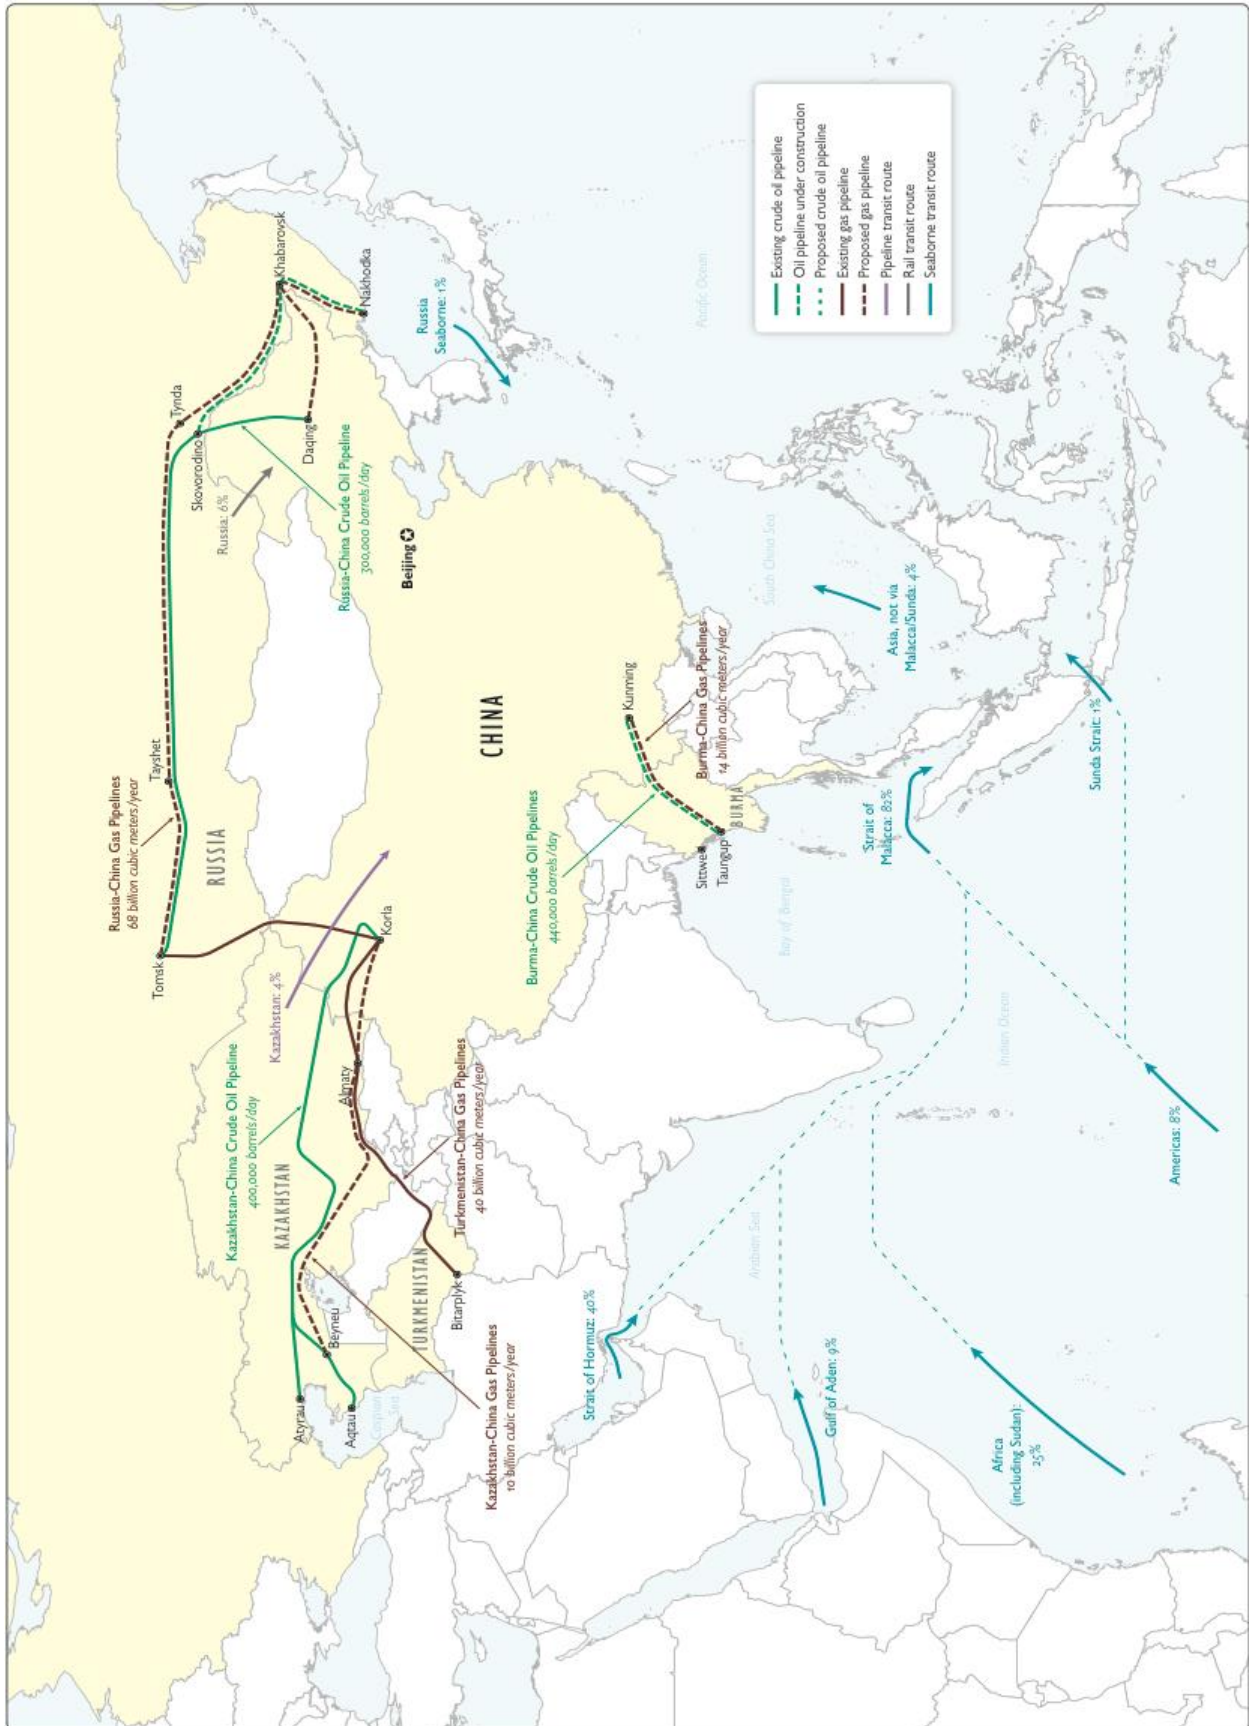 Russia-China Gas Pipelines
68 billion cubic meters/year
Tomsk
Tayshet
Tynda
Skovorodino
Khabarovsk
Nakhodka
Daqing
RUSSIA
Russia: 6%
Russia-China Crude Oil Pipeline
300,000 barrels/day
Russia
Seaborne: 1%
Kazakhstan: 4%
Kazakhstan-China Crude Oil Pipeline
400,000 barrels/day
KAZAKHSTAN
Atyrau
Aqtau
Beyneu
Almaty
Korla
Caspian
Sea
TURKMENISTAN
Bitarplyk
Turkmenistan-China Gas Pipelines
40 billion cubic meters/year
Kazakhstan-China Gas Pipelines
10 billion cubic meters/year
Beijing
CHINA
Kunming
Burma-China Crude Oil Pipelines
440,000 barrels/day
Burma-China Gas Pipelines
14 billion cubic meters/year
BURMA
Sittwe
Taungup
Strait of Hormuz: 40%
Gulf of Aden: 9%
Arabian Sea
Bay of Bengal
Indian Ocean
South China Sea
Pacific Ocean
Strait of
Malacca: 82%
Asia, not via
Malacca/Sunda: 4%
Sunda Strait: 1%
Americas: 8%
Africa
(including Sudan):
25%
Existing crude oil pipeline
Oil pipeline under construction
Proposed crude oil pipeline
Existing gas pipeline
Proposed gas pipeline
Pipeline transit route
Rail transit route
Seaborne transit route